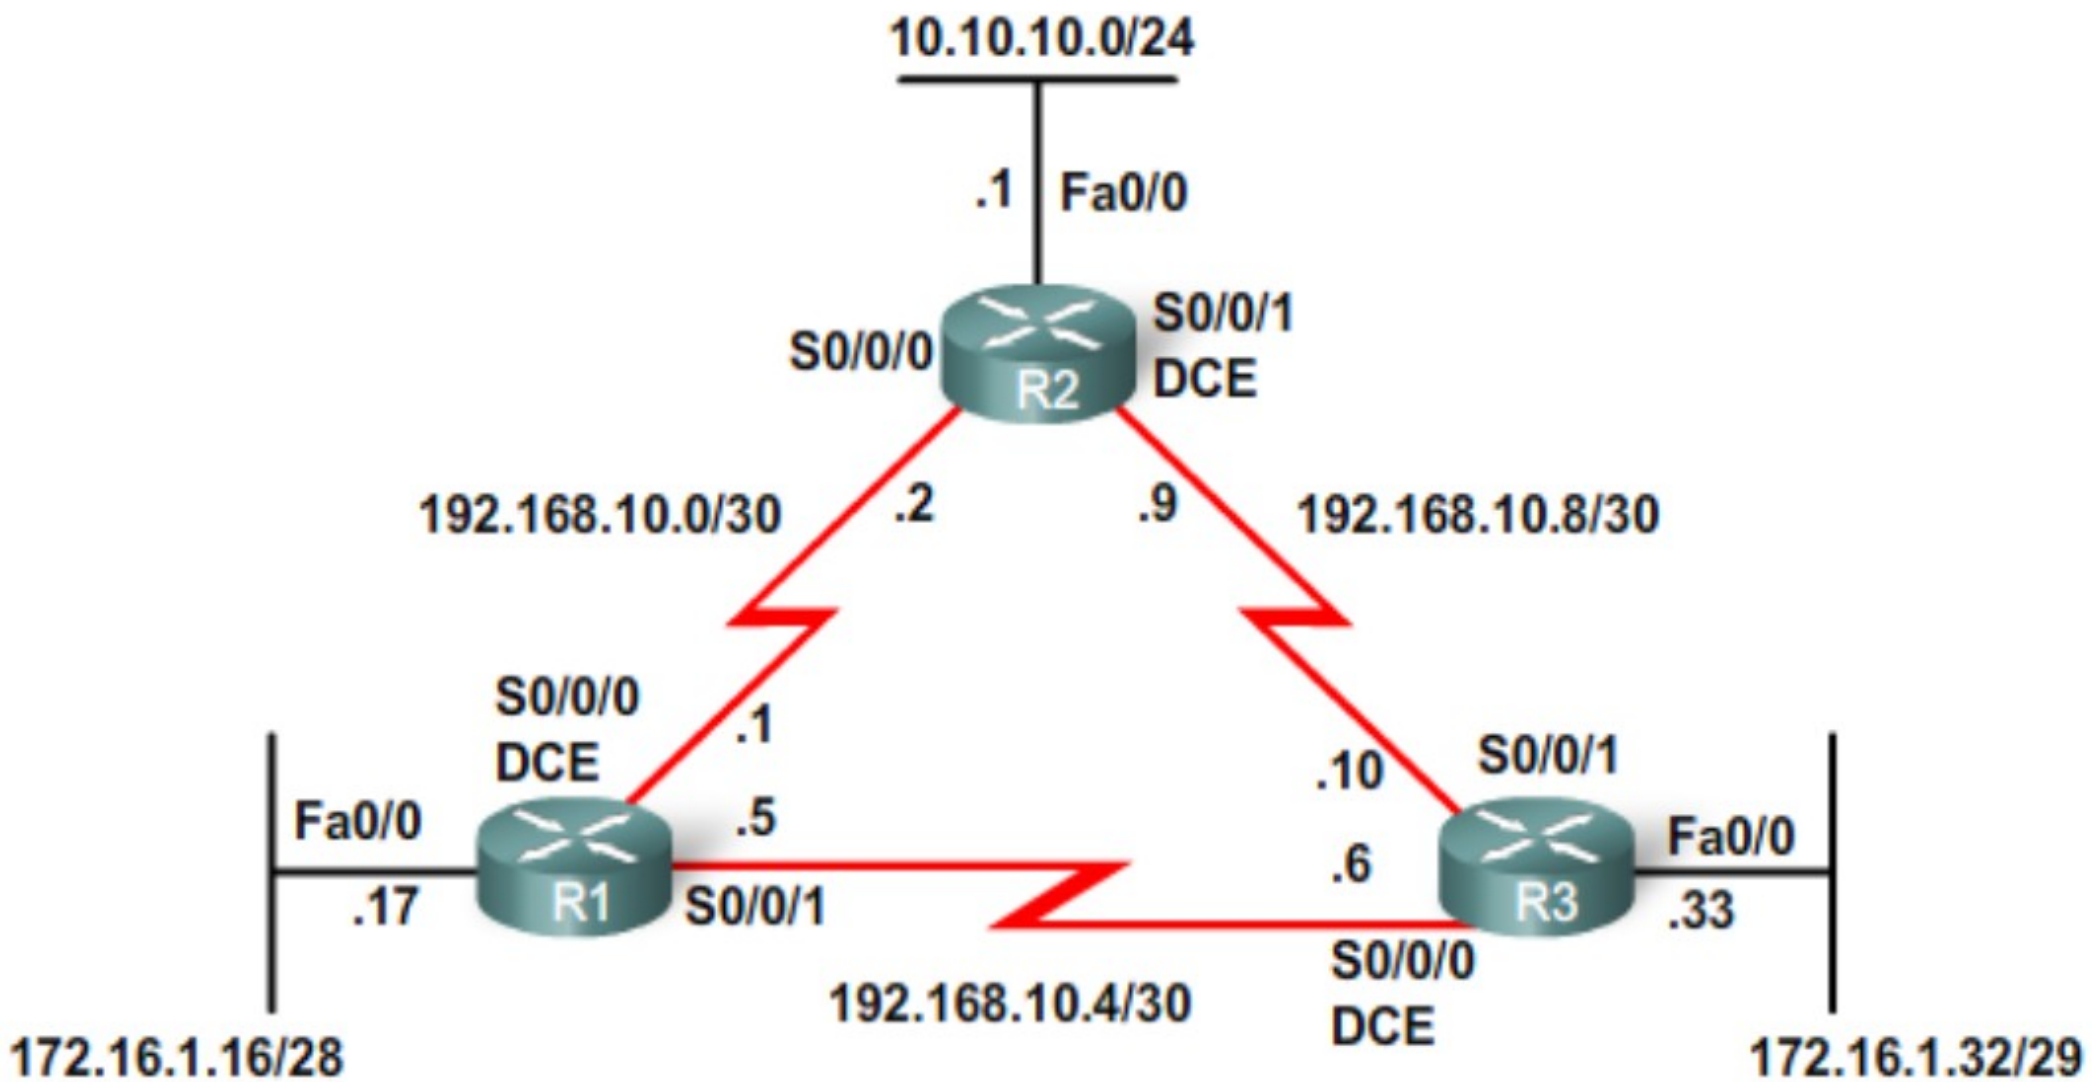 10.10.10.0/24
.1
Fa0/0
S0/0/0
R2
S0/0/1
DCE
192.168.10.0/30
.2
.9
192.168.10.8/30
S0/0/0
DCE
.1
.5
Fa0/0
.17
R1
S0/0/1
.10
S0/0/1
.6
R3
Fa0/0
.33
S0/0/0
DCE
192.168.10.4/30
172.16.1.16/28
172.16.1.32/29